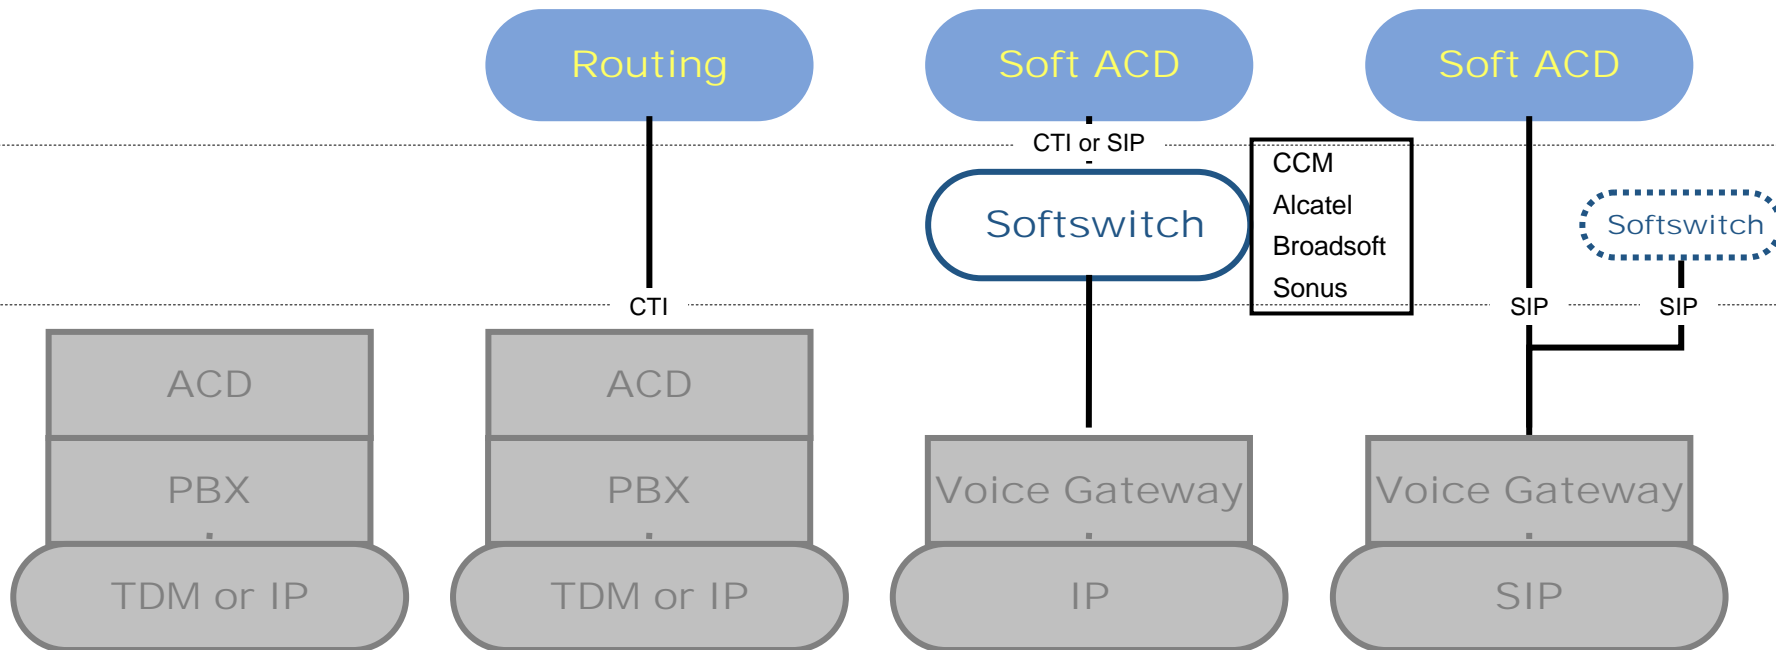 Routing
Soft ACD
Soft ACD
CTI or SIP
CCM
Alcatel
Broadsoft
Sonus
Softswitch
Softswitch
CTI
SIP
SIP
ACD
ACD
PBX
PBX
Voice Gateway
Voice Gateway
TDM or IP
TDM or IP
IP
SIP